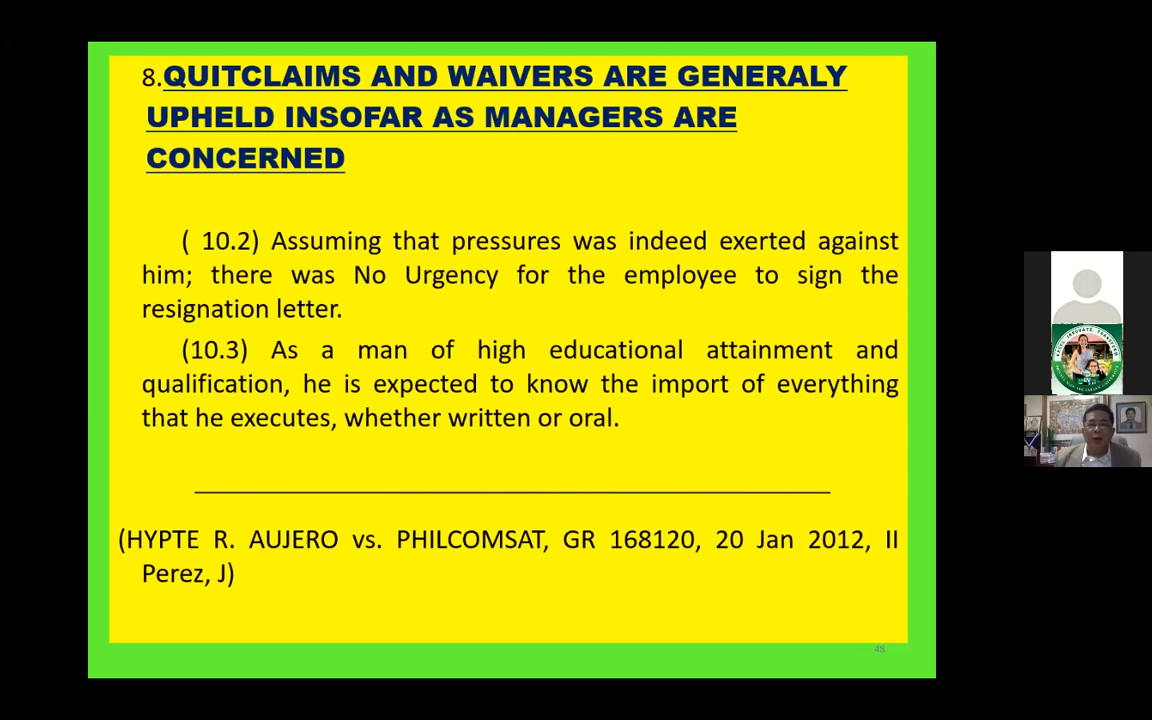 8.QUITCLAIMS AND WAIVERS ARE GENERALY
UPHELD INSOFAR AS MANAGERS ARE
CONCERNED
( 10.2) Assuming that pressures was indeed exerted against
him; there was No Urgency for the employee to sign the
resignation letter.
(10.3) As a man of high educational attainment and
qualification, he is expected to know the import of everything
that he executes, whether written or oral.
(HYPTE R. AUJERO vs. PHILCOMSAT, GR 168120, 20 Jan 2012, II
Perez, J)
48